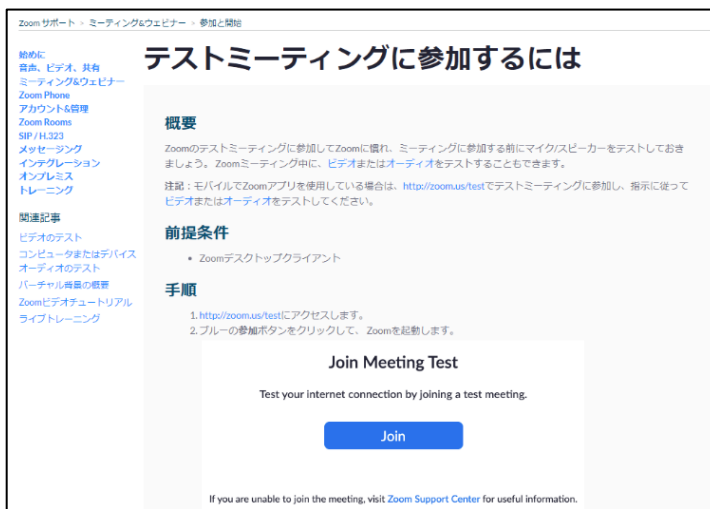 Zoom サポート > ミーティング&ウェビナー > 参加と開始
始めに
音声、ビデオ、共有
ミーティング&ウェビナー
Zoom Phone
アカウント&管理
Zoom Rooms
SIP / H.323
メッセージング
インテグレーション
オンプレミス
トレーニング
関連記事
ビデオのテスト
コンピュータまたはデバイス
オーディオのテスト
バーチャル背景の概要
Zoomビデオチュートリアル
ライブトレーニング
テストミーティングに参加するには
概要
Zoomのテストミーティングに参加してZoomに慣れ、ミーティングに参加する前にマイク/スピーカーをテストしておき
ましょう。 Zoomミーティング中に、ビデオまたはオーディオをテストすることもできます。
注記：モバイルでZoomアプリを使用している場合は、http://zoom.us/testでテストミーティングに参加し、指示に従って
ビデオまたはオーディオをテストしてください。
前提条件
• Zoomデスクトップクライアント
手順
1. http://zoom.us/testにアクセスします。
2. ブルーの参加ボタンをクリックして、 Zoomを起動します。
Join Meeting Test
Test your internet connection by joining a test meeting.
Join
If you are unable to join the meeting, visit Zoom Support Center for useful information.